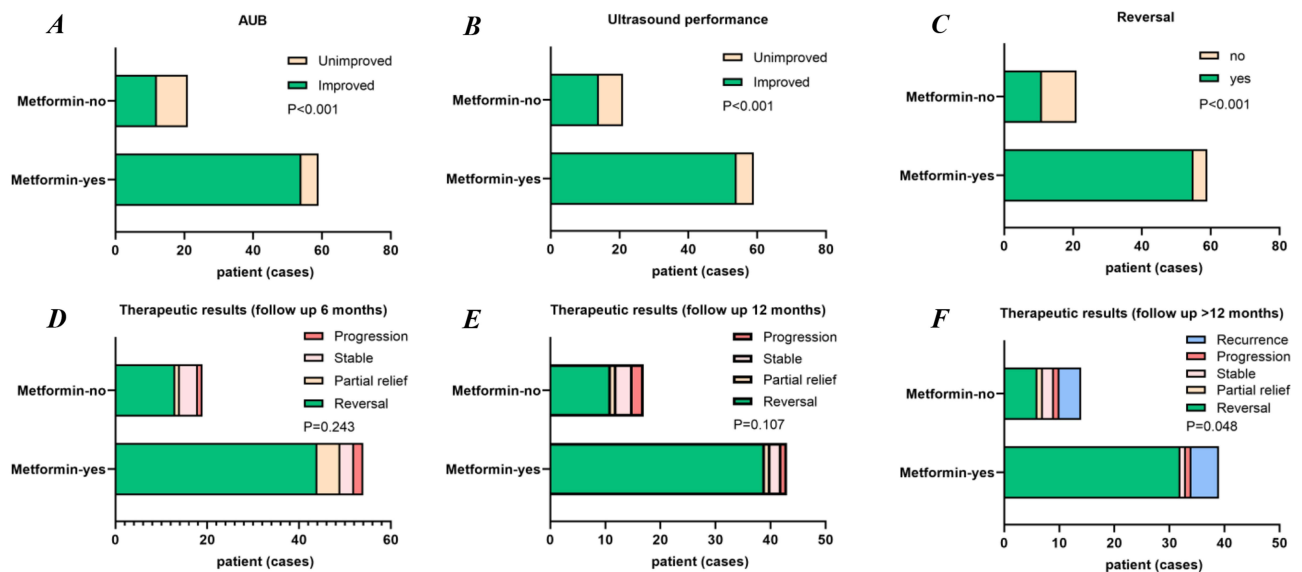 A
AUB
Unimproved
Improved
P<0.001
Metformin-no
Metformin-yes
0 20 40 60 80
patient (cases)
B
Ultrasound performance
Unimproved
Improved
P<0.001
Metformin-no
Metformin-yes
0 20 40 60 80
patient (cases)
C
Reversal
no
yes
P<0.001
Metformin-no
Metformin-yes
0 20 40 60 80
patient (cases)
D
Therapeutic results (follow up 6 months)
Progression
Stable
Partial relief
Reversal
P=0.243
Metformin-no
Metformin-yes
0 20 40 60
patient (cases)
E
Therapeutic results (follow up 12 months)
Progression
Stable
Partial relief
Reversal
P=0.107
Metformin-no
Metformin-yes
0 10 20 30 40 50
patient (cases)
F
Therapeutic results (follow up >12 months)
Recurrence
Progression
Stable
Partial relief
Reversal
P=0.048
Metformin-no
Metformin-yes
0 10 20 30 40 50
patient (cases)